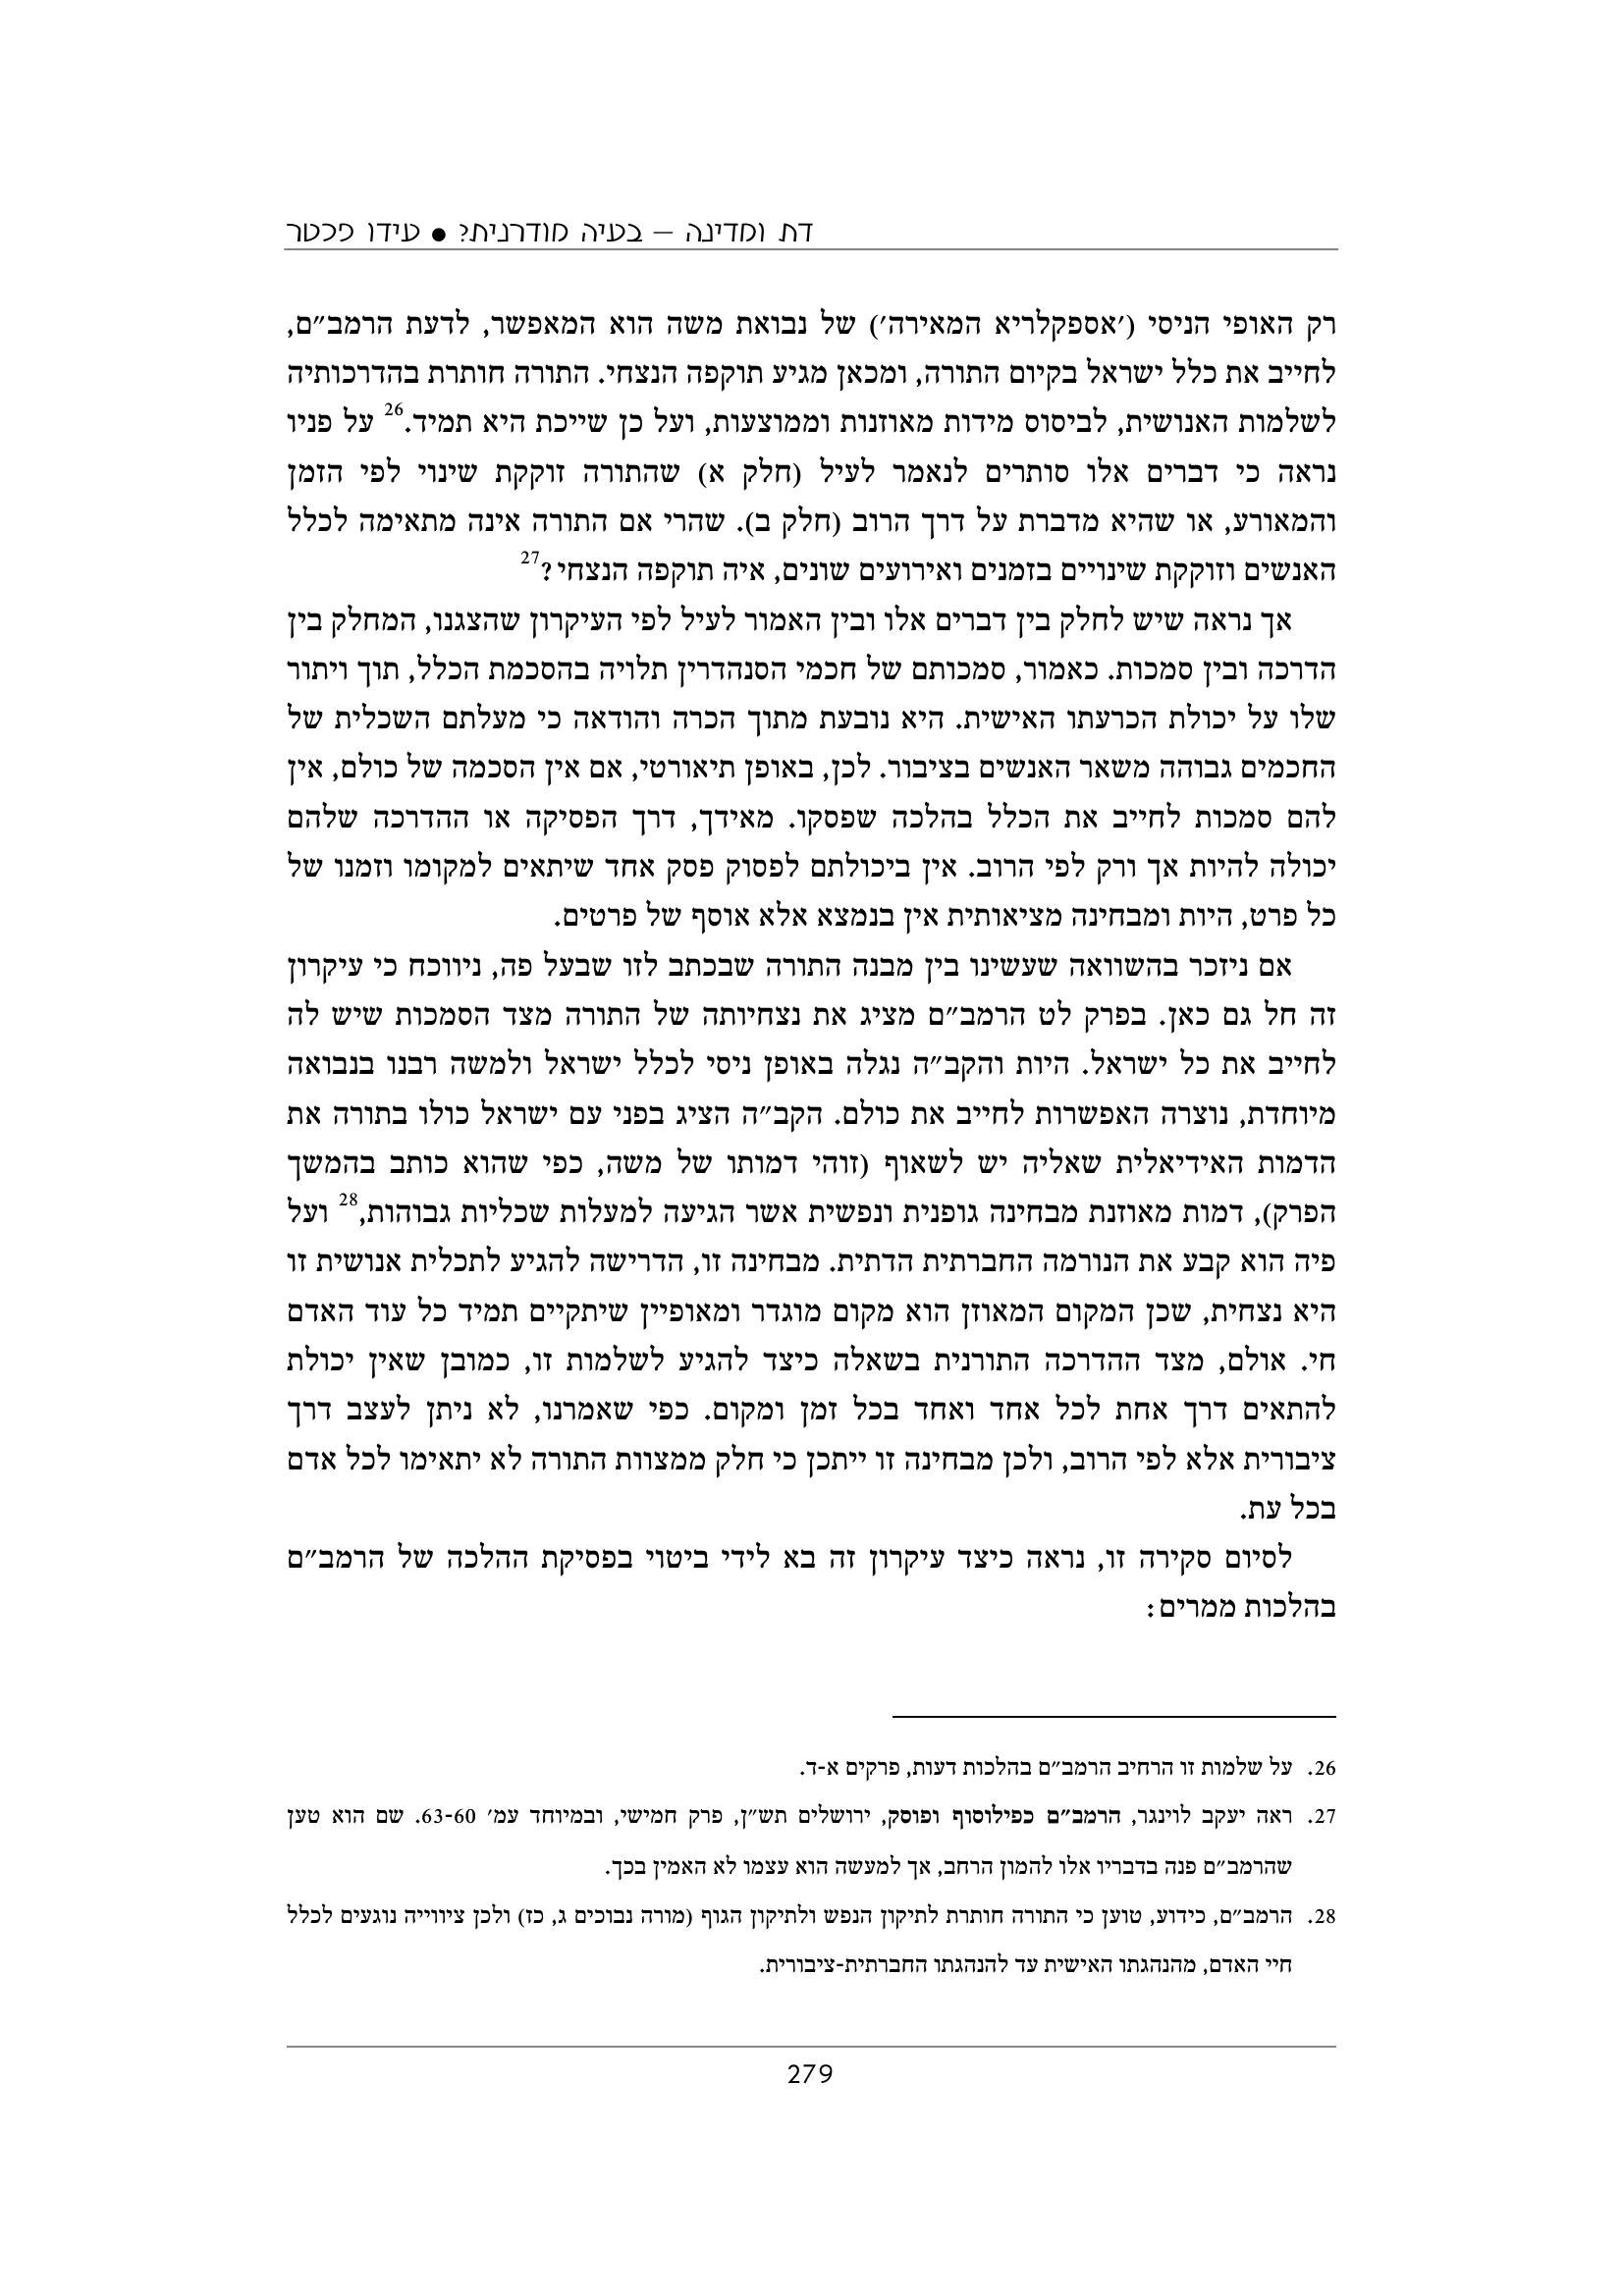 דת ומדינה – בעיה מודרנית? ● עידו פכטר
רק האופי הניסי ('אספקלריא המאירה') של נבואת משה הוא המאפשר, לדעת הרמב״ם,
לחייב את כלל ישראל בקיום התורה, ומכאן מגיע תוקפה הנצחי. התורה חותרת בהדרכותיה
לשלמות האנושית, לביסוס מידות מאוזנות וממוצעות, ועל כן שייכת היא תמיד.26 על פניו
נראה כי דברים אלו סותרים לנאמר לעיל (חלק א) שהתורה זוקקת שינוי לפי הזמן
והמאורע, או שהיא מדברת על דרך הרוב (חלק ב). שהרי אם התורה אינה מתאימה לכלל
האנשים וזוקקת שינויים בזמנים ואירועים שונים, איה תוקפה הנצחי?27
אך נראה שיש לחלק בין דברים אלו ובין האמור לעיל לפי העיקרון שהצגנו, המחלק בין
הדרכה ובין סמכות. כאמור, סמכותם של חכמי הסנהדרין תלויה בהסכמת הכלל, תוך ויתור
שלו על יכולת הכרעתו האישית. היא נובעת מתוך הכרה והודאה כי מעלתם השכלית של
החכמים גבוהה משאר האנשים בציבור. לכן, באופן תיאורטי, אם אין הסכמה של כולם, אין
להם סמכות לחייב את הכלל בהלכה שפסקו. מאידך, דרך הפסיקה או ההדרכה שלהם
יכולה להיות אך ורק לפי הרוב. אין ביכולתם לפסוק פסק אחד שיתאים למקומו וזמנו של
כל פרט, היות ומבחינה מציאותית אין בנמצא אלא אוסף של פרטים.
אם ניזכר בהשוואה שעשינו בין מבנה התורה שבכתב לזו שבעל פה, ניווכח כי עיקרון
זה חל גם כאן. בפרק לט הרמב״ם מציג את נצחיותה של התורה מצד הסמכות שיש לה
לחייב את כל ישראל. היות והקב״ה נגלה באופן ניסי לכלל ישראל ולמשה רבנו בנבואה
מיוחדת, נוצרה האפשרות לחייב את כולם. הקב״ה הציג בפני עם ישראל כולו בתורה את
הדמות האידיאלית שאליה יש לשאוף (זוהי דמותו של משה, כפי שהוא כותב בהמשך
הפרק), דמות מאוזנת מבחינה גופנית ונפשית אשר הגיעה למעלות שכליות גבוהות,28 ועל
פיה הוא קבע את הנורמה החברתית הדתית. מבחינה זו, הדרישה להגיע לתכלית אנושית זו
היא נצחית, שכן המקום המאוזן הוא מקום מוגדר ומאופיין שיתקיים תמיד כל עוד האדם
חי. אולם, מצד ההדרכה התורנית בשאלה כיצד להגיע לשלמות זו, כמובן שאין יכולת
להתאים דרך אחת לכל אחד ואחד בכל זמן ומקום. כפי שאמרנו, לא ניתן לעצב דרך
ציבורית אלא לפי הרוב, ולכן מבחינה זו ייתכן כי חלק ממצוות התורה לא יתאימו לכל אדם
בכל עת.
לסיום סקירה זו, נראה כיצד עיקרון זה בא לידי ביטוי בפסיקת ההלכה של הרמב״ם
בהלכות ממרים:
26. על שלמות זו הרחיב הרמב״ם בהלכות דעות, פרקים א-ד.
27. ראה יעקב לוינגר, הרמב״ם כפילוסוף ופוסק, ירושלים תש״ן, פרק חמישי, ובמיוחד עמ' 63-60. שם הוא טען
שהרמב״ם פנה בדבריו אלו להמון הרחב, אך למעשה הוא עצמו לא האמין בכך.
28. הרמב״ם, כידוע, טוען כי התורה חותרת לתיקון הנפש ולתיקון הגוף (מורה נבוכים ג, כז) ולכן ציווייה נוגעים לכלל
חיי האדם, מהנהגתו האישית עד להנהגתו החברתית-ציבורית.
279